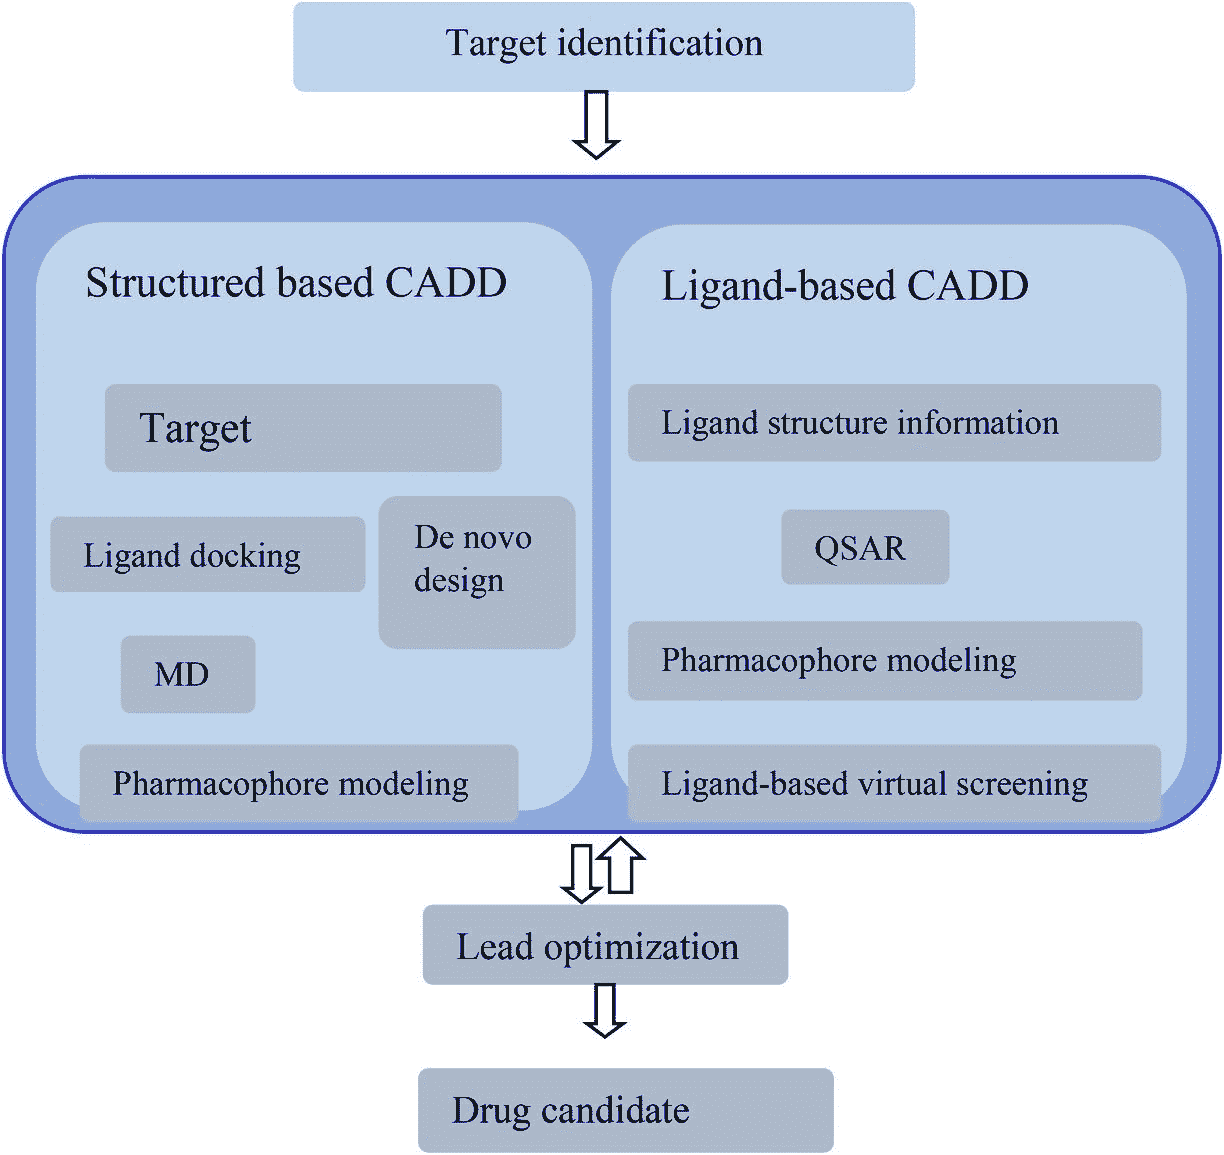 Target identification
Structured based CADD
Target
Ligand docking
De novo
design
MD
Pharmacophore modeling
Ligand-based CADD
Ligand structure information
QSAR
Pharmacophore modeling
Ligand-based virtual screening
Lead optimization
Drug candidate